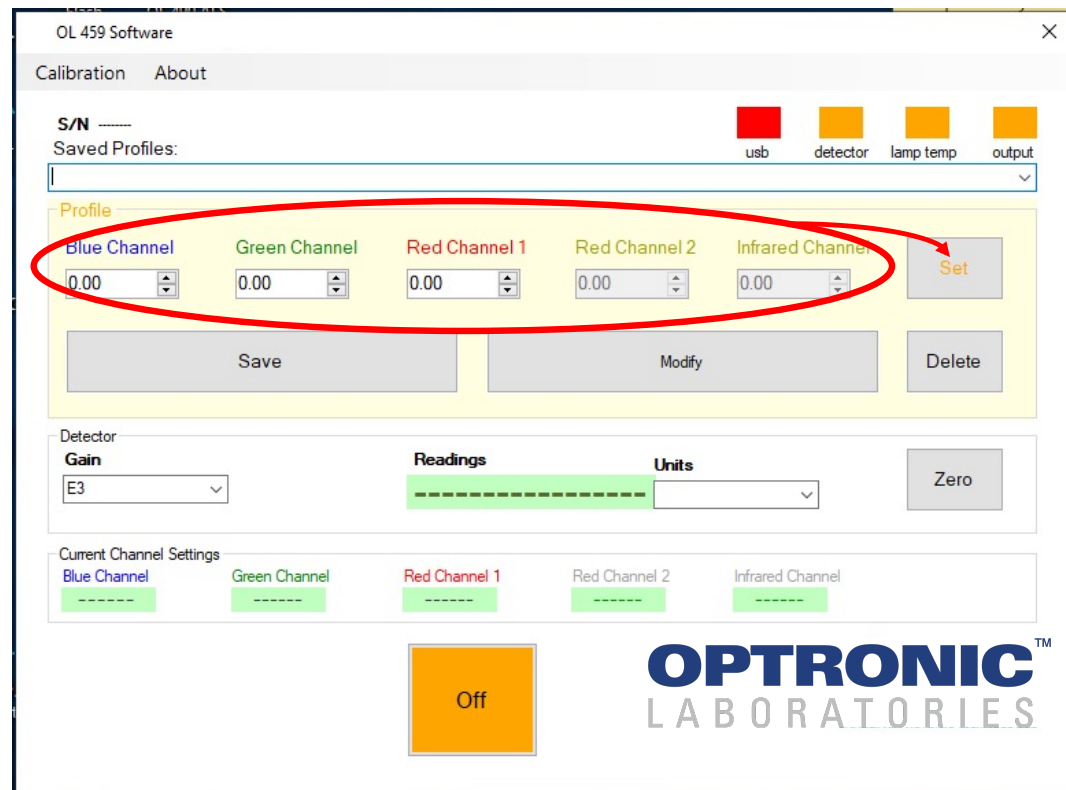 OL 459 Software
Calibration About
S/N --------
Saved Profiles:
usb detector lamp temp output
Profile
Blue Channel Green Channel Red Channel 1 Red Channel 2 Infrared Channel
0.00 0.00 0.00 0.00 0.00
Set
Save Modify Delete
Detector
Gain Readings Units
E3 ----------------- Zero
Current Channel Settings
Blue Channel Green Channel Red Channel 1 Red Channel 2 Infrared Channel
------ ------ ------ ------ ------
Off
OPTRONIC™
LABORATORIES